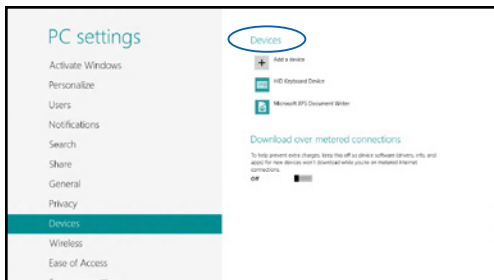 PC settings
Activate Windows
Personalize
Users
Notifications
Search
Share
General
Privacy
Devices
Wireless
Ease of Access
Devices
Add a device
HID Keyboard Device
Microsoft XPS Document Writer
Download over metered connections
To help prevent extra charges, keep this off so device software (drivers, info, and
apps) for new devices won't download while you're on metered Internet
connections.
Off